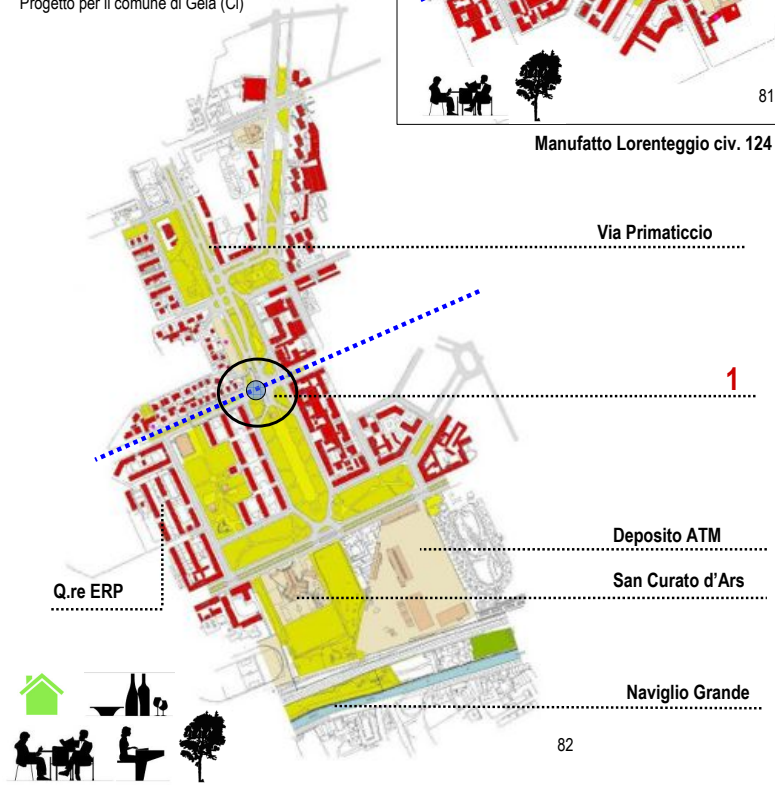 Progetto per il comune di Gela (Cl)
81
Manufatto Lorenteggio civ. 124
Via Primaticcio
1
Deposito ATM
San Curato d'Ars
Q.re ERP
Naviglio Grande
82